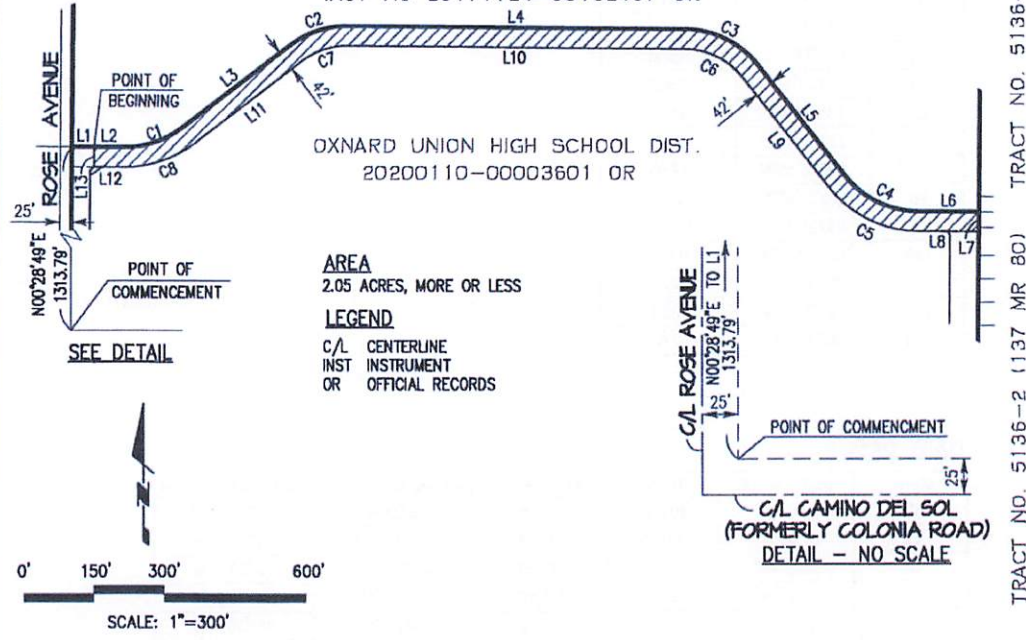 C2
L4
C3
L3
C7
L10
C6
POINT OF
BEGINNING
42'
L11
42'
L5
L9
ROSE AVENUE
L1
L2
C1
C8
OXNARD UNION HIGH SCHOOL DIST.
20200110-00003601 OR
L13
L12
ROSE
25'
C4
L6
C5
L8
L7
N00°28'49"E
1313.79'
POINT OF
COMMENCEMENT
SEE DETAIL
AREA
2.05 ACRES, MORE OR LESS
LEGEND
C/L CENTERLINE
INST INSTRUMENT
OR OFFICIAL RECORDS
C/L ROSE AVENUE
N00°28'49"E TO L1
1313.79'
25'
POINT OF COMMENCMENT
25'
C/L CAMINO DEL SOL
(FORMERLY COLONIA ROAD)
DETAIL - NO SCALE
N
0' 150' 300' 600'
SCALE: 1"=300'
TRACT NO. 5136-2 (137 MR 80)
TRACT NO. 5136